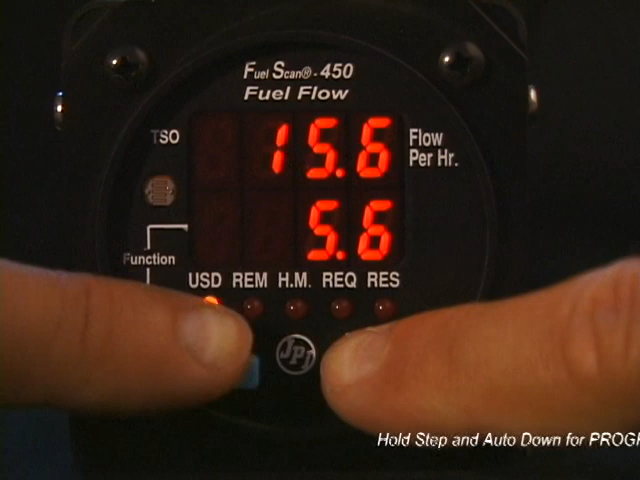 Fuel Scan®-450
Fuel Flow
TSO
15.6
Flow
Per Hr.
5.6
Function
USD REM H.M. REQ RES
JPI
Hold Step and Auto Down for PROGR